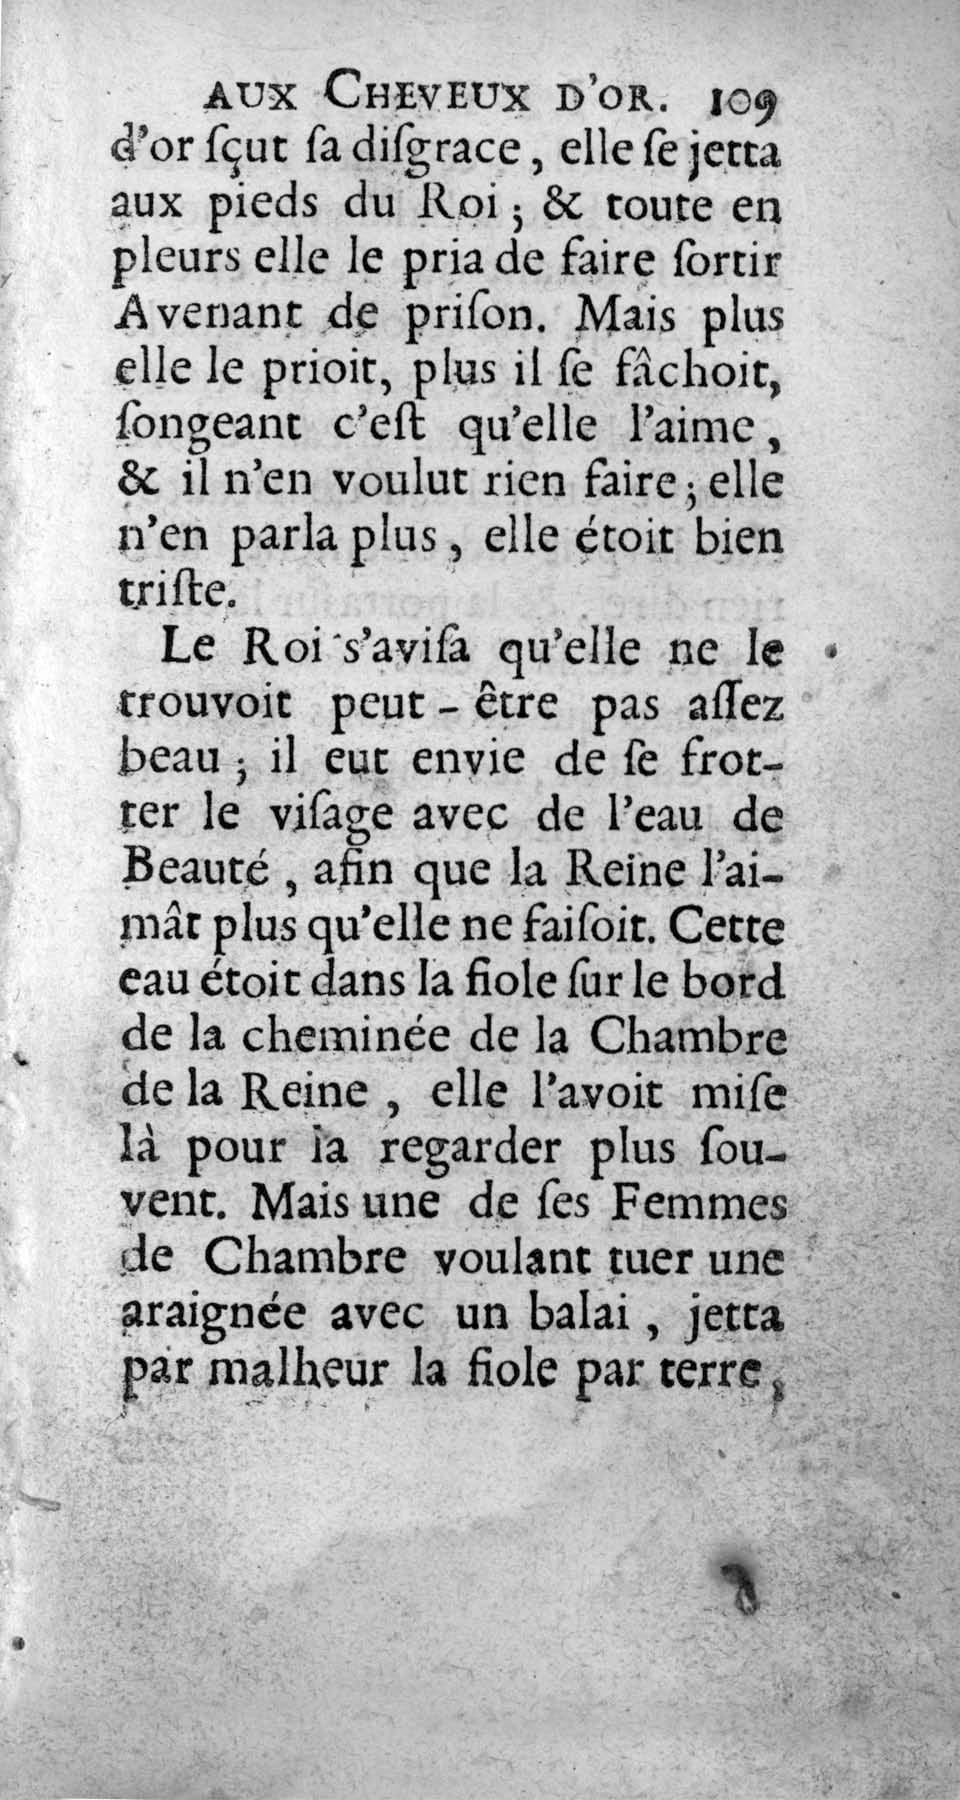 AUX CHEVEUX D'OR. 109
d'or sçut sa disgrace, elle se jetta
aux pieds du Roi; & toute en
pleurs elle le pria de faire sortir
Avenant de prison. Mais plus
elle le prioit, plus il se fâchoit,
songeant c'est qu'elle l'aime,
& il n'en voulut rien faire; elle
n'en parla plus, elle étoit bien
triste.
Le Roi s'avisa qu'elle ne le
trouvoit peut-être pas assez
beau; il eut envie de se frot-
ter le visage avec de l'eau de
Beauté, afin que la Reine l'ai-
mât plus qu'elle ne faisoit. Cette
eau étoit dans la fiole sur le bord
de la cheminée de la Chambre
de la Reine, elle l'avoit mise
là pour la regarder plus sou-
vent. Mais une de ses Femmes
de Chambre voulant tuer une
araignée avec un balai, jetta
par malheur la fiole par terre,